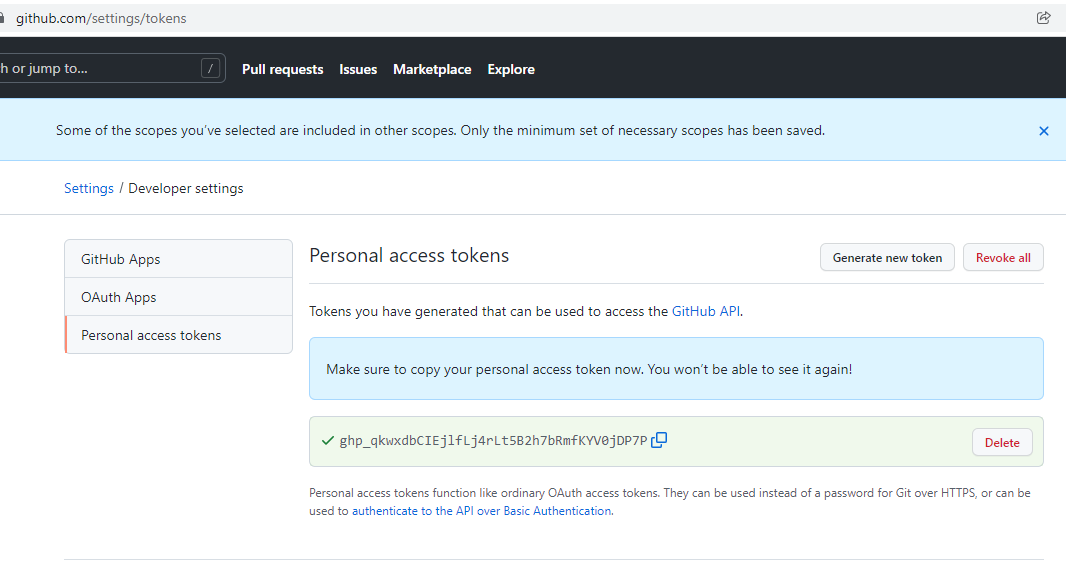 github.com/settings/tokens
h or jump to... /
Pull requests Issues Marketplace Explore
Some of the scopes you've selected are included in other scopes. Only the minimum set of necessary scopes has been saved.
Settings / Developer settings
GitHub Apps
OAuth Apps
Personal access tokens
Personal access tokens
Generate new token
Revoke all
Tokens you have generated that can be used to access the GitHub API.
Make sure to copy your personal access token now. You won't be able to see it again!
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
Delete
Personal access tokens function like ordinary OAuth access tokens. They can be used instead of a password for Git over HTTPS, or can be
used to authenticate to the API over Basic Authentication.